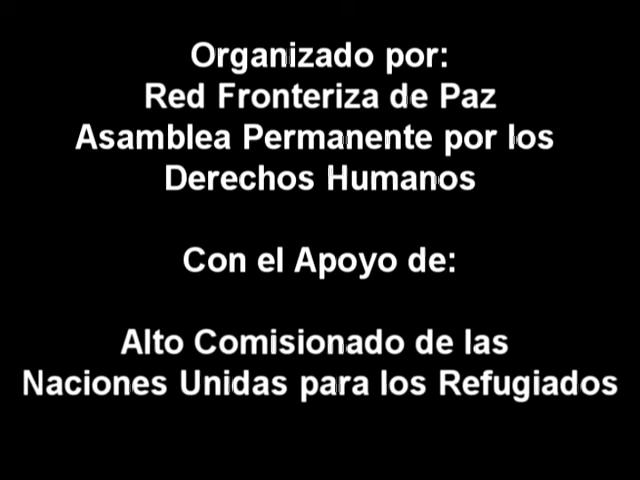 Organizado por:
Red Fronteriza de Paz
Asamblea Permanente por los
Derechos Humanos
Con el Apoyo de:
Alto Comisionado de las
Naciones Unidas para los Refugiados